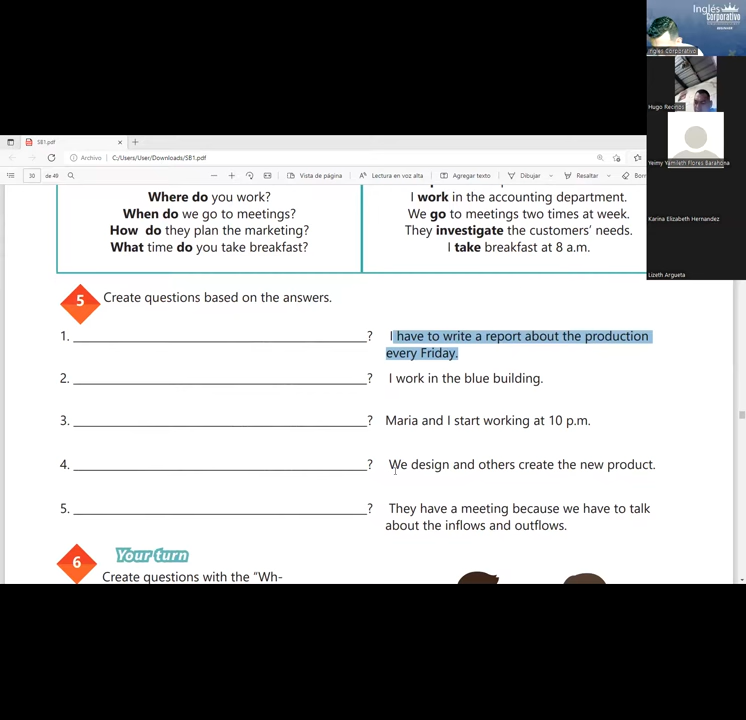 Inglés
Corporativo
Inglés Corporativo
Hugo Recinos
Yeimy Yamileth Flores Barahona
Karina Elizabeth Hernandez
Lizeth Argueta
SB1.pdf
Archivo
C:/Users/User/Downloads/SB1.pdf
30
de 49
Vista de página
Lectura en voz alta
Agregar texto
Dibujar
Resaltar
Where do you work?
When do we go to meetings?
How do they plan the marketing?
What time do you take breakfast?
I work in the accounting department.
We go to meetings two times at week.
They investigate the customers' needs.
I take breakfast at 8 a.m.
5 Create questions based on the answers.
1. ? I have to write a report about the production
every Friday.
2. ? I work in the blue building.
3. ? Maria and I start working at 10 p.m.
4. ? We design and others create the new product.
5. ? They have a meeting because we have to talk
about the inflows and outflows.
6 Your turn
Create questions with the "Wh-